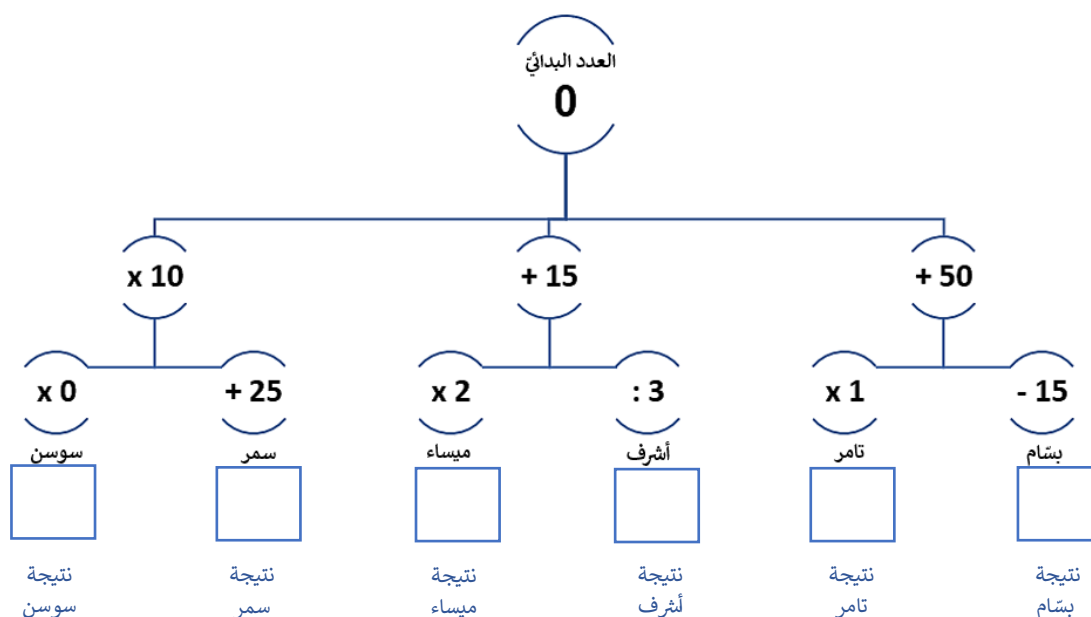 العدد البدائيّ
0
x 10
+ 15
+ 50
x 0
+ 25
x 2
: 3
x 1
- 15
سوسن
سمر
ميساء
أشرف
تامر
بسّام
نتيجة
سوسن
نتيجة
سمر
نتيجة
ميساء
نتيجة
أشرف
نتيجة
تامر
نتيجة
بسّام